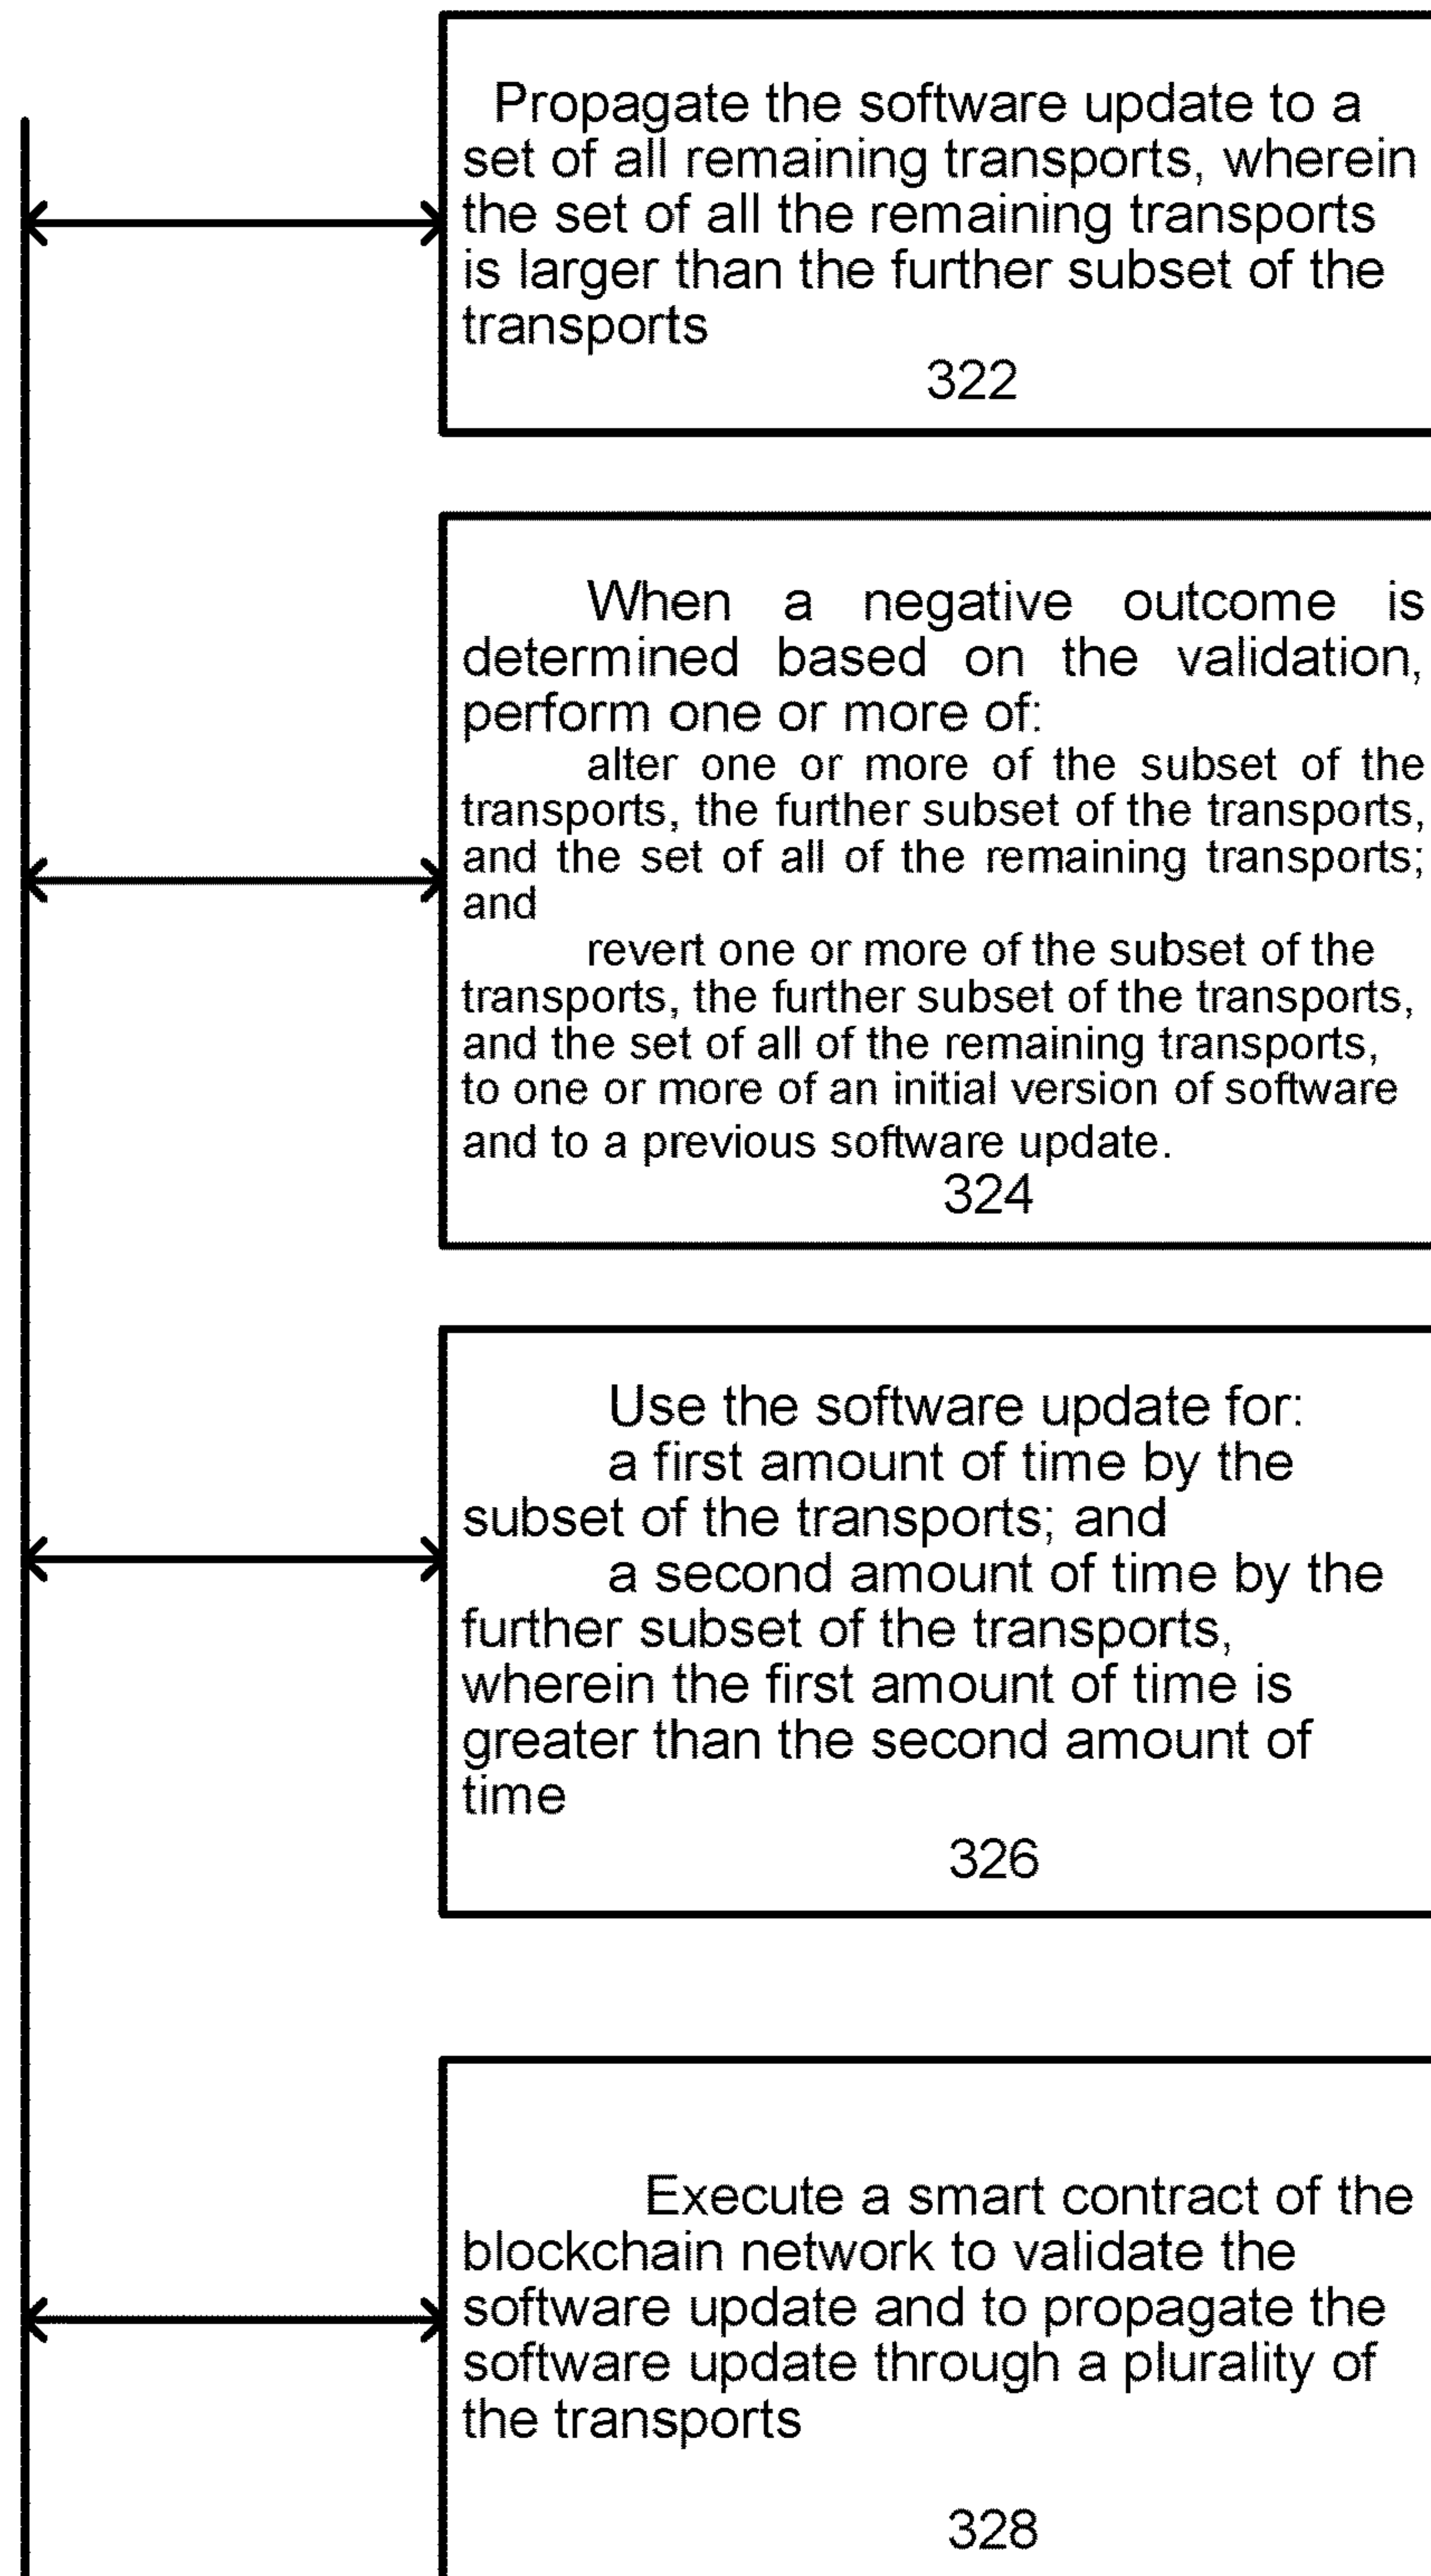 Propagate the software update to a
set of all remaining transports, wherein
the set of all the remaining transports
is larger than the further subset of the
transports
322
When a negative outcome is
determined based on the validation,
perform one or more of:
alter one or more of the subset of the
transports, the further subset of the transports,
and the set of all of the remaining transports;
and
revert one or more of the subset of the
transports, the further subset of the transports,
and the set of all of the remaining transports,
to one or more of an initial version of software
and to a previous software update.
324
Use the software update for:
a first amount of time by the
subset of the transports; and
a second amount of time by the
further subset of the transports,
wherein the first amount of time is
greater than the second amount of
time
326
Execute a smart contract of the
blockchain network to validate the
software update and to propagate the
software update through a plurality of
the transports
328